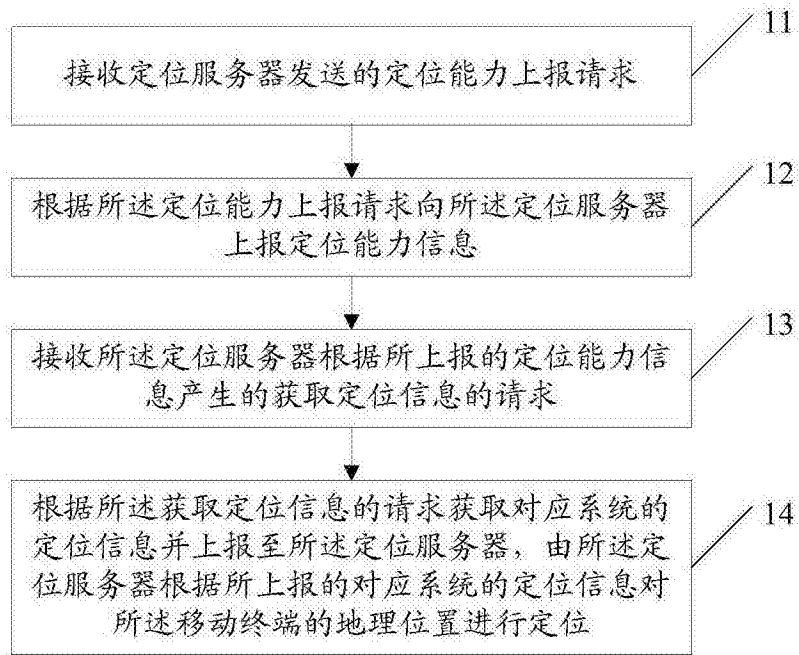 11
接收定位服务器发送的定位能力上报请求
12
根据所述定位能力上报请求向所述定位服务器
上报定位能力信息
13
接收所述定位服务器根据所上报的定位能力信
息产生的获取定位信息的请求
14
根据所述获取定位信息的请求获取对应系统的
定位信息并上报至所述定位服务器，由所述定
位服务器根据所上报的对应系统的定位信息对
所述移动终端的地理位置进行定位